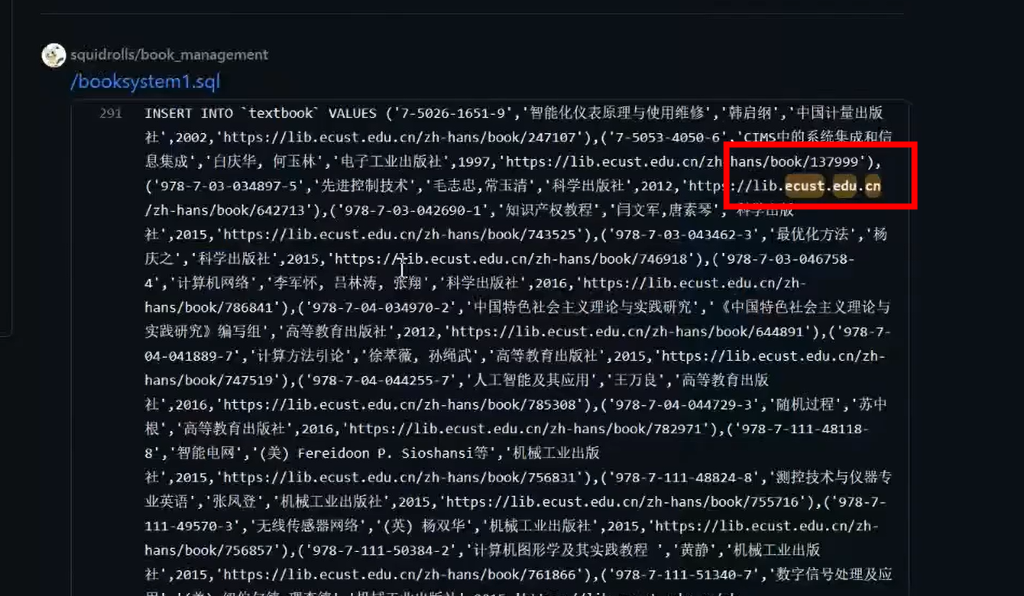 squidrolls/book_management
/booksystem1.sql
291 INSERT INTO `textbook` VALUES ('7-5026-1651-9','智能化仪表原理与使用维修','韩启纲','中国计量出版
社',2002,'https://lib.ecust.edu.cn/zh-hans/book/247107'),('7-5053-4050-6','CIMS中的系统集成和信
息集成','白庆华, 何玉林','电子工业出版社',1997,'https://lib.ecust.edu.cn/zh-hans/book/137999'),
('978-7-03-034897-5','先进控制技术','毛志忠,常玉清','科学出版社',2012,'https://lib.ecust.edu.cn
/zh-hans/book/642713'),('978-7-03-042690-1','知识产权教程','闫文军,唐素琴','科学出版
社',2015,'https://lib.ecust.edu.cn/zh-hans/book/743525'),('978-7-03-043462-3','最优化方法','杨
庆之','科学出版社',2015,'https://lib.ecust.edu.cn/zh-hans/book/746918'),('978-7-03-046758-
4','计算机网络','李军怀, 吕林涛, 张翔','科学出版社',2016,'https://lib.ecust.edu.cn/zh-
hans/book/786841'),('978-7-04-034970-2','中国特色社会主义理论与实践研究','《中国特色社会主义理论与
实践研究》编写组','高等教育出版社',2012,'https://lib.ecust.edu.cn/zh-hans/book/644891'),('978-7-
04-041889-7','计算方法引论','徐萃薇, 孙绳武','高等教育出版社',2015,'https://lib.ecust.edu.cn/zh-
hans/book/747519'),('978-7-04-044255-7','人工智能及其应用','王万良','高等教育出版
社',2016,'https://lib.ecust.edu.cn/zh-hans/book/785308'),('978-7-04-044729-3','随机过程','苏中
根','高等教育出版社',2016,'https://lib.ecust.edu.cn/zh-hans/book/782971'),('978-7-111-48118-
8','智能电网','(美) Fereidoon P. Sioshansi等','机械工业出版
社',2015,'https://lib.ecust.edu.cn/zh-hans/book/756831'),('978-7-111-48824-8','测控技术与仪器专
业英语','张凤登','机械工业出版社',2015,'https://lib.ecust.edu.cn/zh-hans/book/755716'),('978-7-
111-49570-3','无线传感器网络','(英) 杨双华','机械工业出版社',2015,'https://lib.ecust.edu.cn/zh-
hans/book/756857'),('978-7-111-50384-2','计算机图形学及其实践教程 ','黄静','机械工业出版
社',2015,'https://lib.ecust.edu.cn/zh-hans/book/761866'),('978-7-111-51340-7','数字信号处理及应